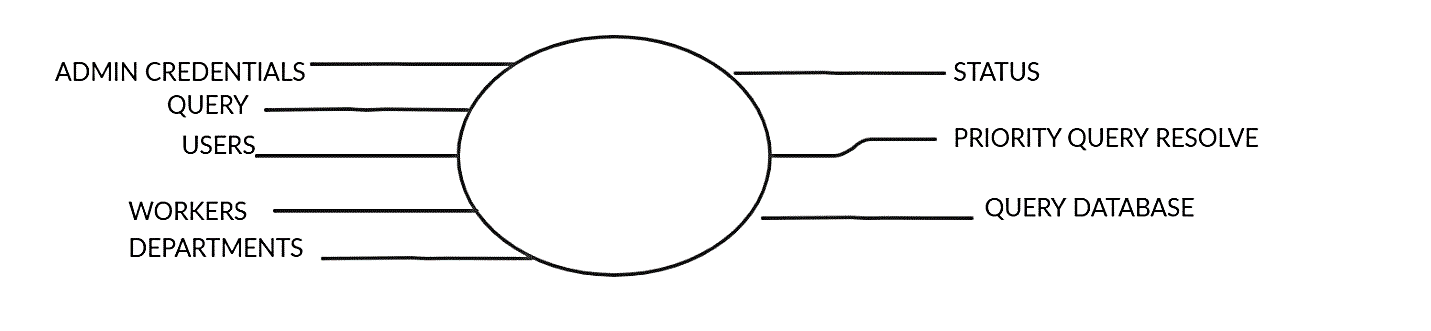 ADMIN CREDENTIALS
QUERY
USERS
WORKERS
DEPARTMENTS
STATUS
PRIORITY QUERY RESOLVE
QUERY DATABASE